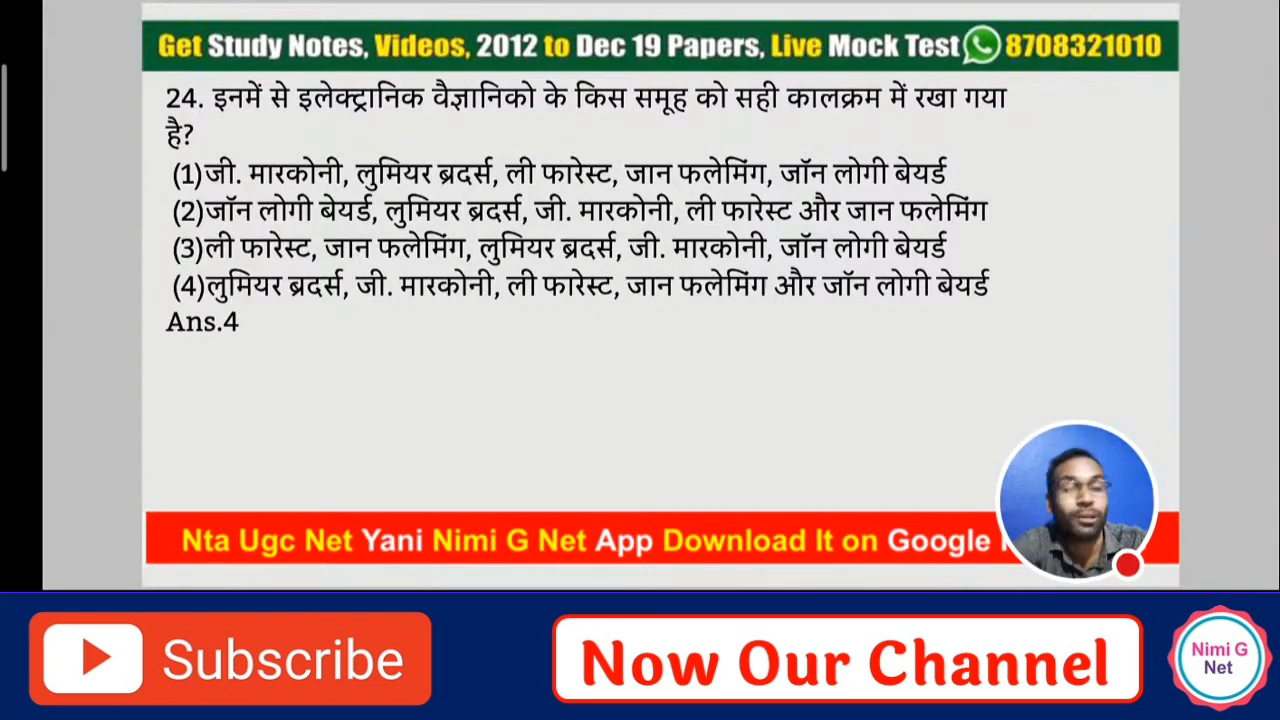 Get Study Notes, Videos, 2012 to Dec 19 Papers, Live Mock Test 8708321010
24. इनमें से इलेक्ट्रानिक वैज्ञानिको के किस समूह को सही कालक्रम में रखा गया
है?
(1)जी. मारकोनी, लुमियर ब्रदर्स, ली फारेस्ट, जान फलेमिंग, जॉन लोगी बेयर्ड
(2)जॉन लोगी बेयर्ड, लुमियर ब्रदर्स, जी. मारकोनी, ली फारेस्ट और जान फलेमिंग
(3)ली फारेस्ट, जान फलेमिंग, लुमियर ब्रदर्स, जी. मारकोनी, जॉन लोगी बेयर्ड
(4)लुमियर ब्रदर्स, जी. मारकोनी, ली फारेस्ट, जान फलेमिंग और जॉन लोगी बेयर्ड
Ans.4
Nta Ugc Net Yani Nimi G Net App Download It on Google
Subscribe
Now Our Channel
Nimi G
Net